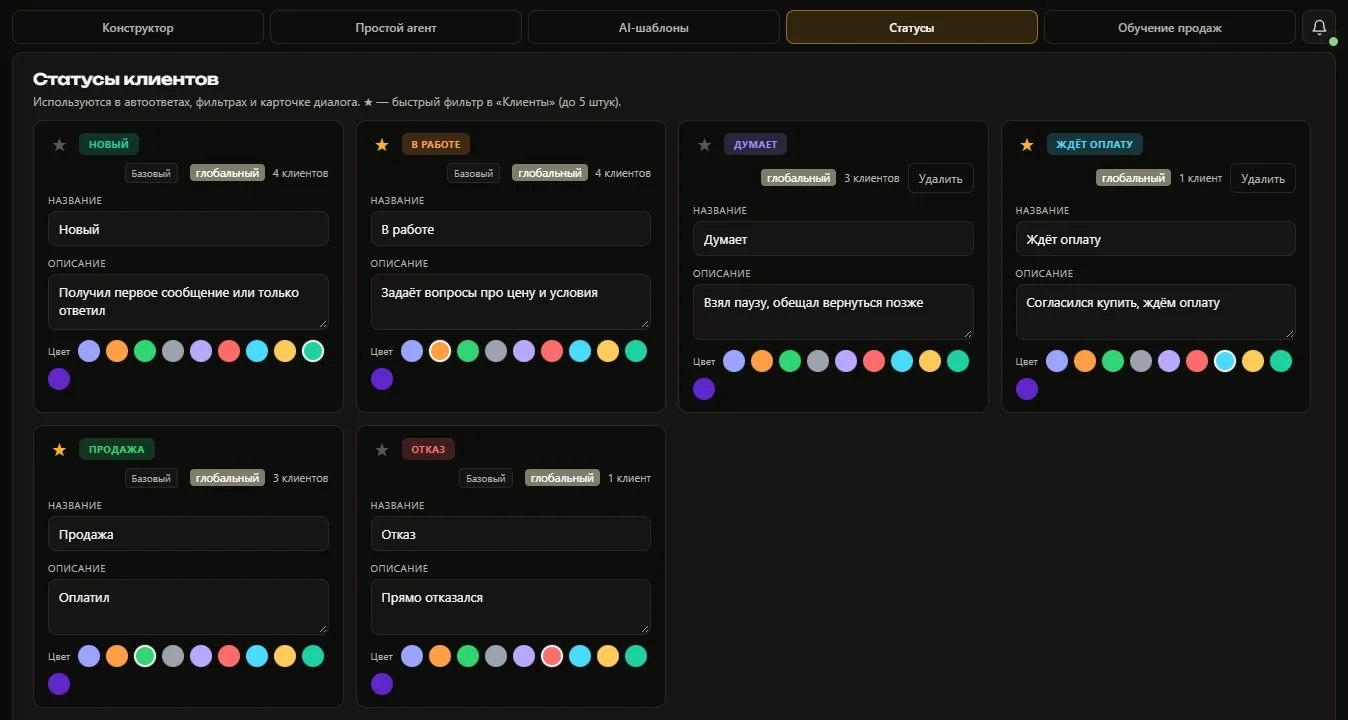 Конструктор
Простой агент
AI-шаблоны
Статусы
Обучение продаж
Статусы клиентов
Используются в автоответах, фильтрах и карточке диалога. ★ — быстрый фильтр в «Клиенты» (до 5 штук).
★ НОВЫЙ
Базовый глобальный 4 клиентов
НАЗВАНИЕ
Новый
ОПИСАНИЕ
Получил первое сообщение или только
ответил
Цвет
★ В РАБОТЕ
Базовый глобальный 4 клиентов
НАЗВАНИЕ
В работе
ОПИСАНИЕ
Задаёт вопросы про цену и условия
Цвет
★ ДУМАЕТ
глобальный 3 клиентов Удалить
НАЗВАНИЕ
Думает
ОПИСАНИЕ
Взял паузу, обещал вернуться позже
Цвет
★ ЖДЁТ ОПЛАТУ
глобальный 1 клиент Удалить
НАЗВАНИЕ
Ждёт оплату
ОПИСАНИЕ
Согласился купить, ждём оплату
Цвет
★ ПРОДАЖА
Базовый глобальный 3 клиентов
НАЗВАНИЕ
Продажа
ОПИСАНИЕ
Оплатил
Цвет
★ ОТКАЗ
Базовый глобальный 1 клиент
НАЗВАНИЕ
Отказ
ОПИСАНИЕ
Прямо отказался
Цвет